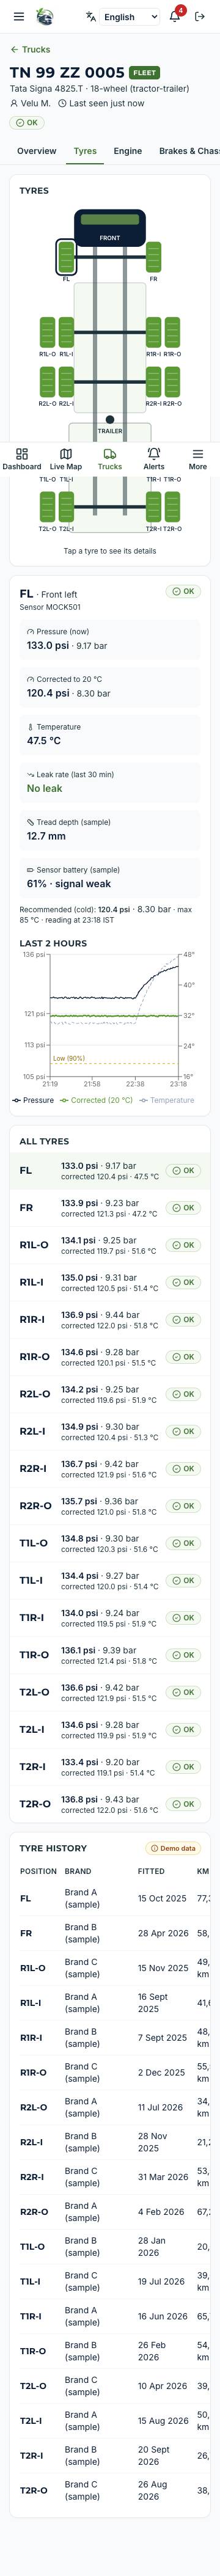 English
4
← Trucks
TN 99 ZZ 0005 FLEET
Tata Signa 4825.T · 18-wheel (tractor-trailer)
Velu M. Last seen just now
OK
Overview Tyres Engine Brakes & Chass
TYRES
FRONT
FL FR
R1L-O R1L-I R1R-I R1R-O
R2L-O R2L-I R2R-I R2R-O
TRAILER
Dashboard Live Map Trucks Alerts More
T1L-O T1L-I T1R-I T1R-O
T2L-O T2L-I T2R-I T2R-O
Tap a tyre to see its details
FL · Front left OK
Sensor MOCK501
Pressure (now)
133.0 psi · 9.17 bar
Corrected to 20 °C
120.4 psi · 8.30 bar
Temperature
47.5 °C
Leak rate (last 30 min)
No leak
Tread depth (sample)
12.7 mm
Sensor battery (sample)
61% · signal weak
Recommended (cold): 120.4 psi · 8.30 bar · max
85 °C · reading at 23:18 IST
LAST 2 HOURS
136 psi 48°
40°
121 psi 32°
113 psi 24°
Low (90%)
105 psi 16°
21:19 21:58 22:38 23:18
Pressure Corrected (20 °C) Temperature
ALL TYRES
FL 133.0 psi · 9.17 bar OK
corrected 120.4 psi · 47.5 °C
FR 133.9 psi · 9.23 bar OK
corrected 121.3 psi · 47.2 °C
R1L-O 134.1 psi · 9.25 bar OK
corrected 119.7 psi · 51.6 °C
R1L-I 135.0 psi · 9.31 bar OK
corrected 120.5 psi · 51.4 °C
R1R-I 136.9 psi · 9.44 bar OK
corrected 122.0 psi · 51.8 °C
R1R-O 134.6 psi · 9.28 bar OK
corrected 120.1 psi · 51.5 °C
R2L-O 134.2 psi · 9.25 bar OK
corrected 119.6 psi · 51.9 °C
R2L-I 134.9 psi · 9.30 bar OK
corrected 120.4 psi · 51.3 °C
R2R-I 136.7 psi · 9.42 bar OK
corrected 121.9 psi · 51.6 °C
R2R-O 135.7 psi · 9.36 bar OK
corrected 121.0 psi · 51.8 °C
T1L-O 134.8 psi · 9.30 bar OK
corrected 120.3 psi · 51.6 °C
T1L-I 134.4 psi · 9.27 bar OK
corrected 120.0 psi · 51.4 °C
T1R-I 134.0 psi · 9.24 bar OK
corrected 119.5 psi · 51.9 °C
T1R-O 136.1 psi · 9.39 bar OK
corrected 121.4 psi · 51.8 °C
T2L-O 136.6 psi · 9.42 bar OK
corrected 121.9 psi · 51.5 °C
T2L-I 134.6 psi · 9.28 bar OK
corrected 119.9 psi · 51.9 °C
T2R-I 133.4 psi · 9.20 bar OK
corrected 119.1 psi · 51.4 °C
T2R-O 136.8 psi · 9.43 bar OK
corrected 122.0 psi · 51.6 °C
TYRE HISTORY Demo data
POSITION BRAND FITTED KM
FL Brand A (sample) 15 Oct 2025 77,3
FR Brand B (sample) 28 Apr 2026 58,
R1L-O Brand C (sample) 15 Nov 2025 49, km
R1L-I Brand A (sample) 16 Sept 2025 41,6
R1R-I Brand B (sample) 7 Sept 2025 48, km
R1R-O Brand C (sample) 2 Dec 2025 55, km
R2L-O Brand A (sample) 11 Jul 2026 34, km
R2L-I Brand B (sample) 28 Nov 2025 21,2
R2R-I Brand C (sample) 31 Mar 2026 53, km
R2R-O Brand A (sample) 4 Feb 2026 67,
T1L-O Brand B (sample) 28 Jan 2026 20,
T1L-I Brand C (sample) 19 Jul 2026 39, km
T1R-I Brand A (sample) 16 Jun 2026 65,
T1R-O Brand B (sample) 26 Feb 2026 54, km
T2L-O Brand C (sample) 10 Apr 2026 39,
T2L-I Brand A (sample) 15 Aug 2026 50, km
T2R-I Brand B (sample) 20 Sept 2026 26,
T2R-O Brand C (sample) 26 Aug 2026 38,